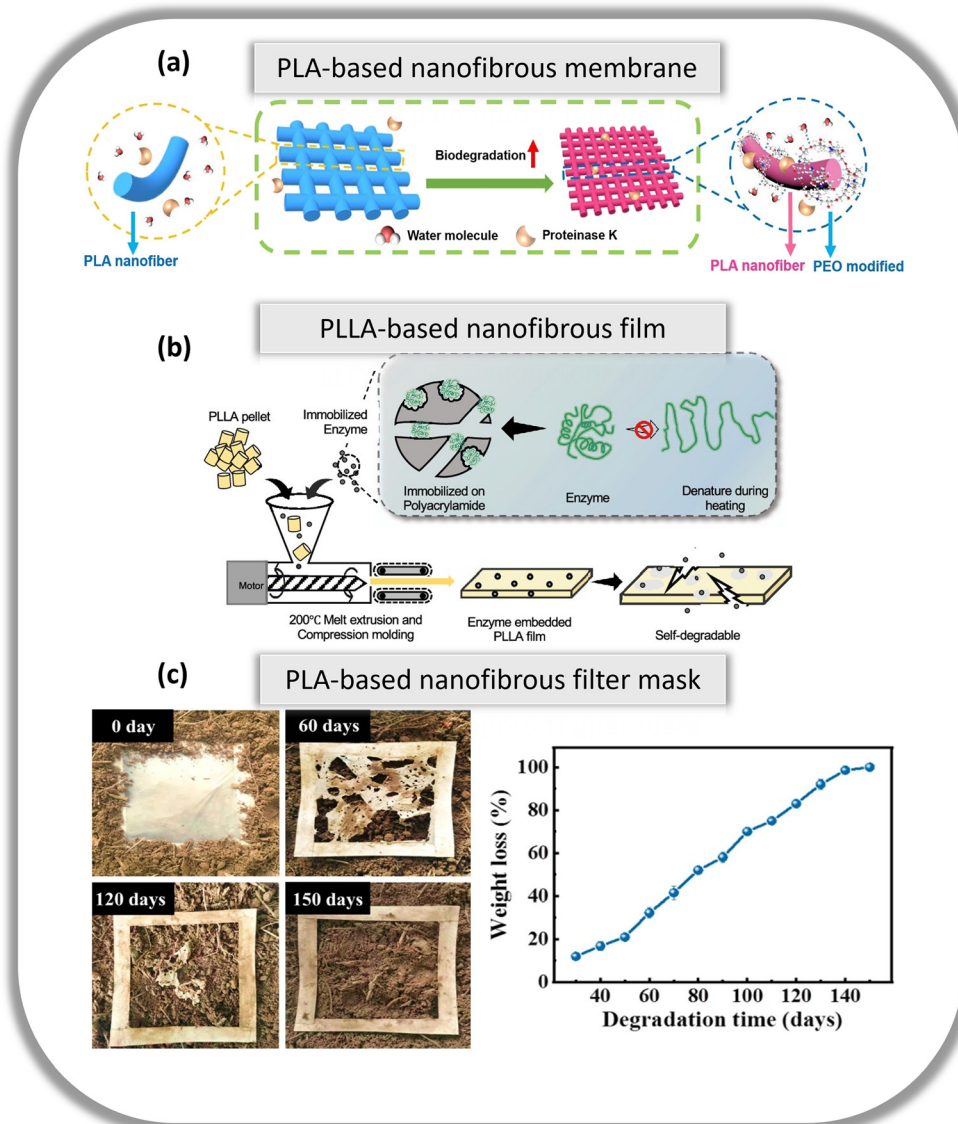 (a)
PLA-based nanofibrous membrane
Biodegradation
Water molecule
Proteinase K
PLA nanofiber
PLA nanofiber
PEO modified
(b)
PLLA-based nanofibrous film
PLLA pellet
Immobilized
Enzyme
Immobilized on
Polyacrylamide
Enzyme
Denature during
heating
Motor
200℃ Melt extrusion and
Compression molding
Enzyme embedded
PLLA film
Self-degradable
(c)
PLA-based nanofibrous filter mask
0 day
60 days
120 days
150 days
Weight loss (%)
100
80
60
40
20
0
40
60
80
100
120
140
Degradation time (days)